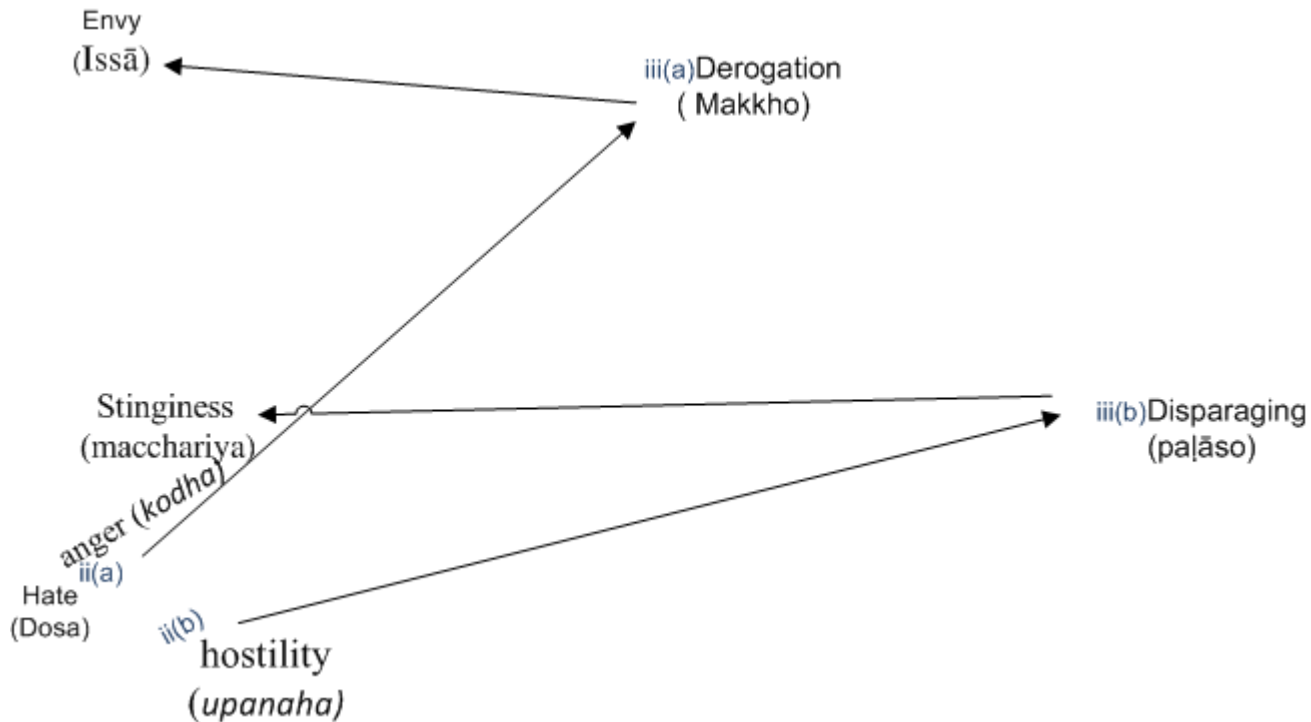 Envy
(Issā)
iii(a)Derogation
( Makkho)
Stinginess
(macchariya)
iii(b)Disparaging
(paḷāso)
anger (kodha)
ii(a)
Hate
(Dosa)
ii(b)
hostility
(upanaha)